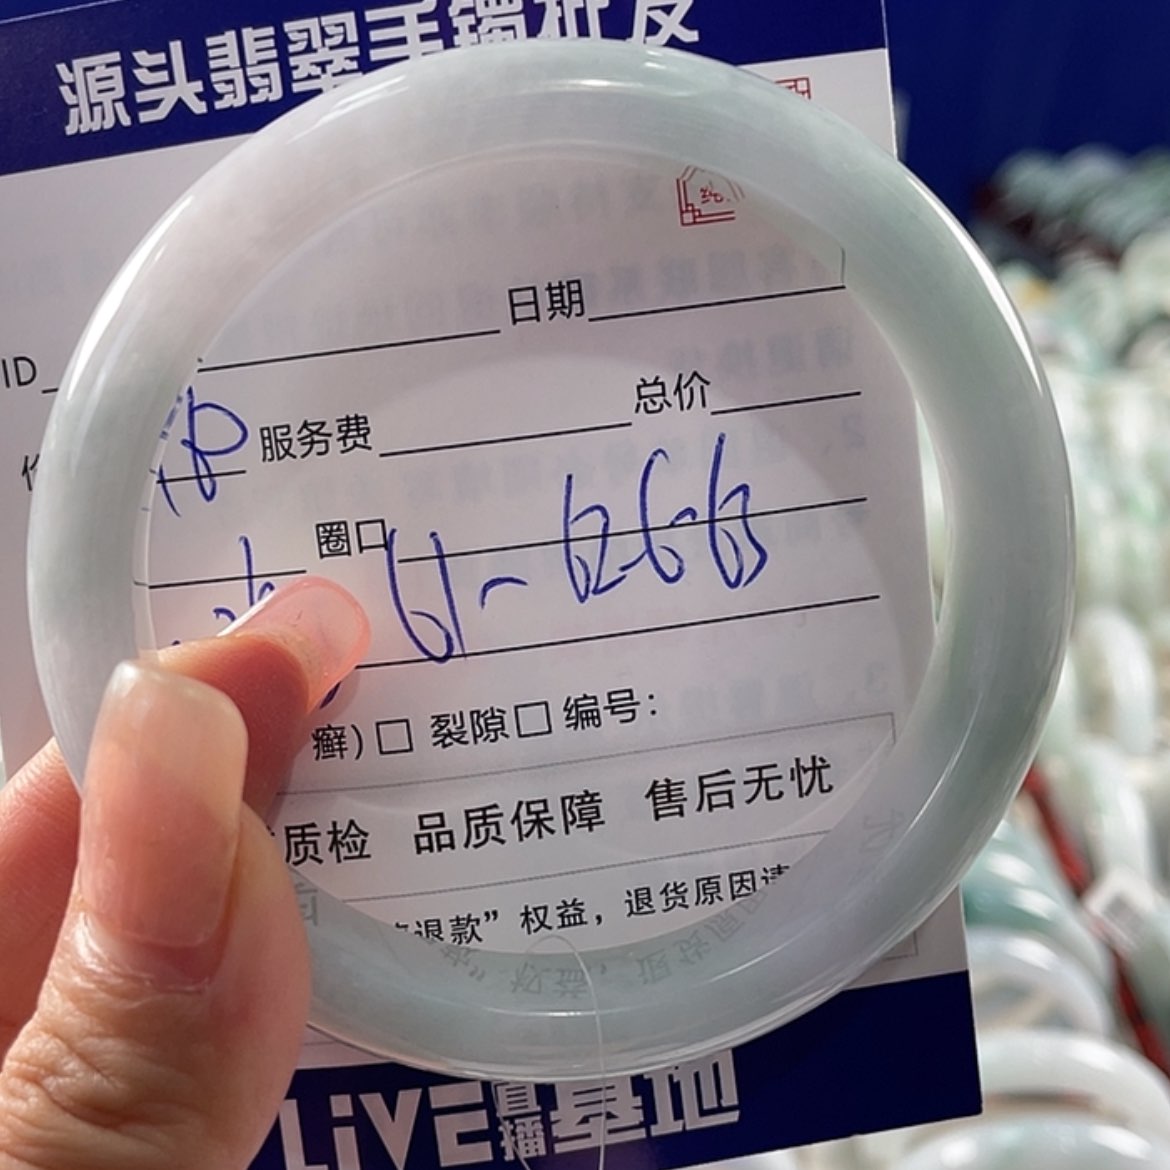 源头翡翠手镯批发
ID 日期
服务费 总价
圈口 61-62-6-63
癣）□ 裂隙□ 编号：
质检 品质保障 售后无忧
退款”权益，退货原因请
LiVE直播基地